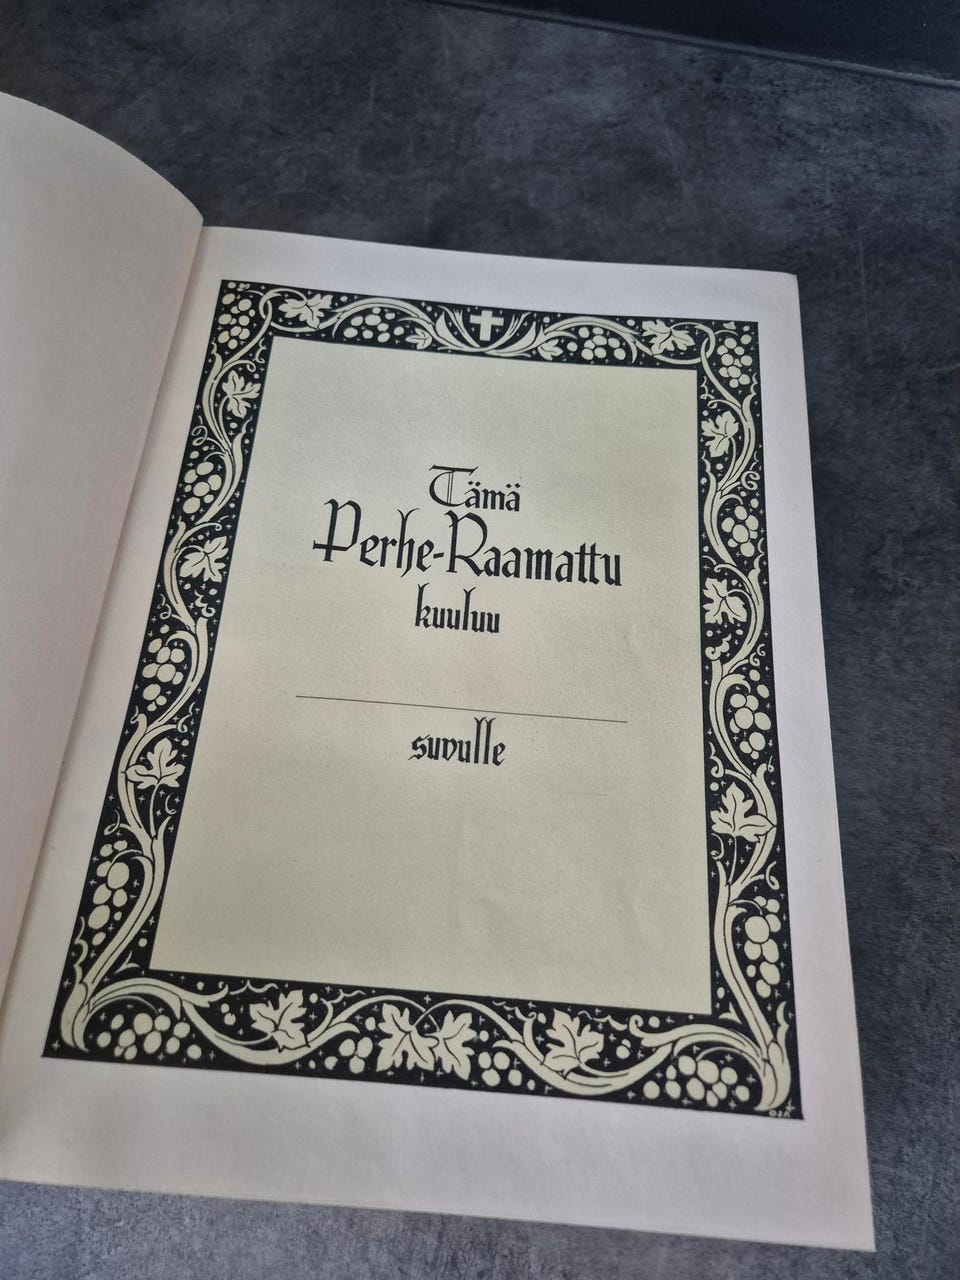 Tämä
Perhe-Raamattu
kuuluu
suvulle